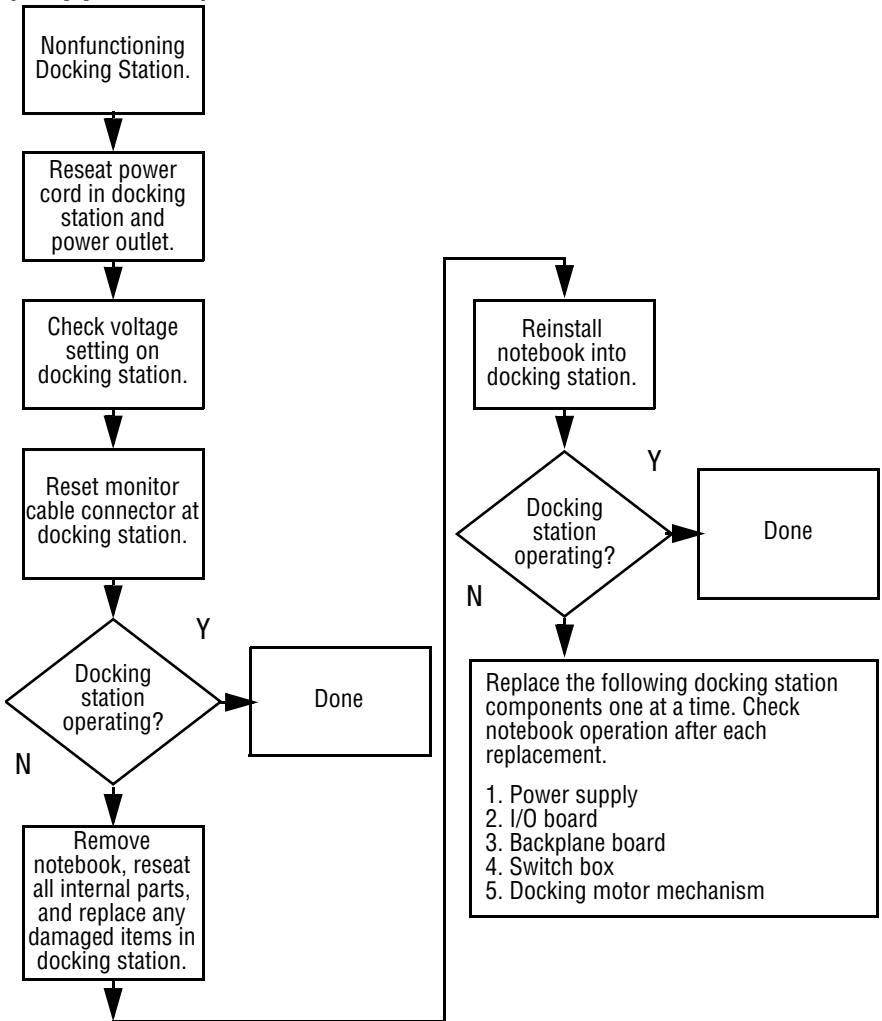 Nonfunctioning
Docking Station.
Reseat power
cord in docking
station and
power outlet.
Check voltage
setting on
docking station.
Reset monitor
cable connector at
docking station.
Y
Docking
station
operating?
Done
N
Remove
notebook, reseat
all internal parts,
and replace any
damaged items in
docking station.
Reinstall
notebook into
docking station.
Y
Docking
station
operating?
Done
N
Replace the following docking station
components one at a time. Check
notebook operation after each
replacement.
1. Power supply
2. I/O board
3. Backplane board
4. Switch box
5. Docking motor mechanism